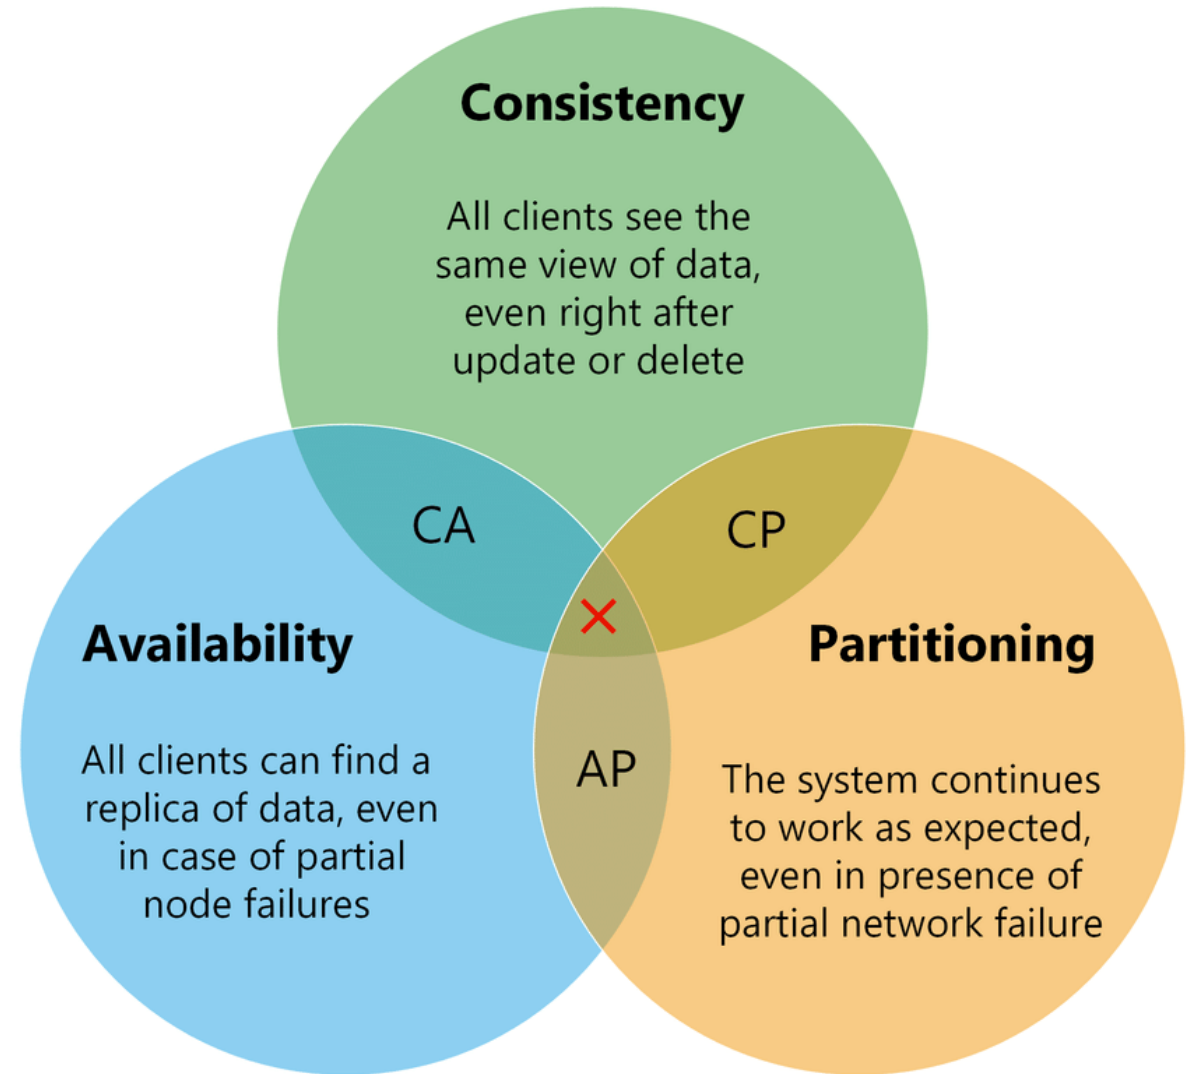 Consistency
All clients see the
same view of data,
even right after
update or delete
CA
CP
Availability
All clients can find a
replica of data, even
in case of partial
node failures
AP
Partitioning
The system continues
to work as expected,
even in presence of
partial network failure